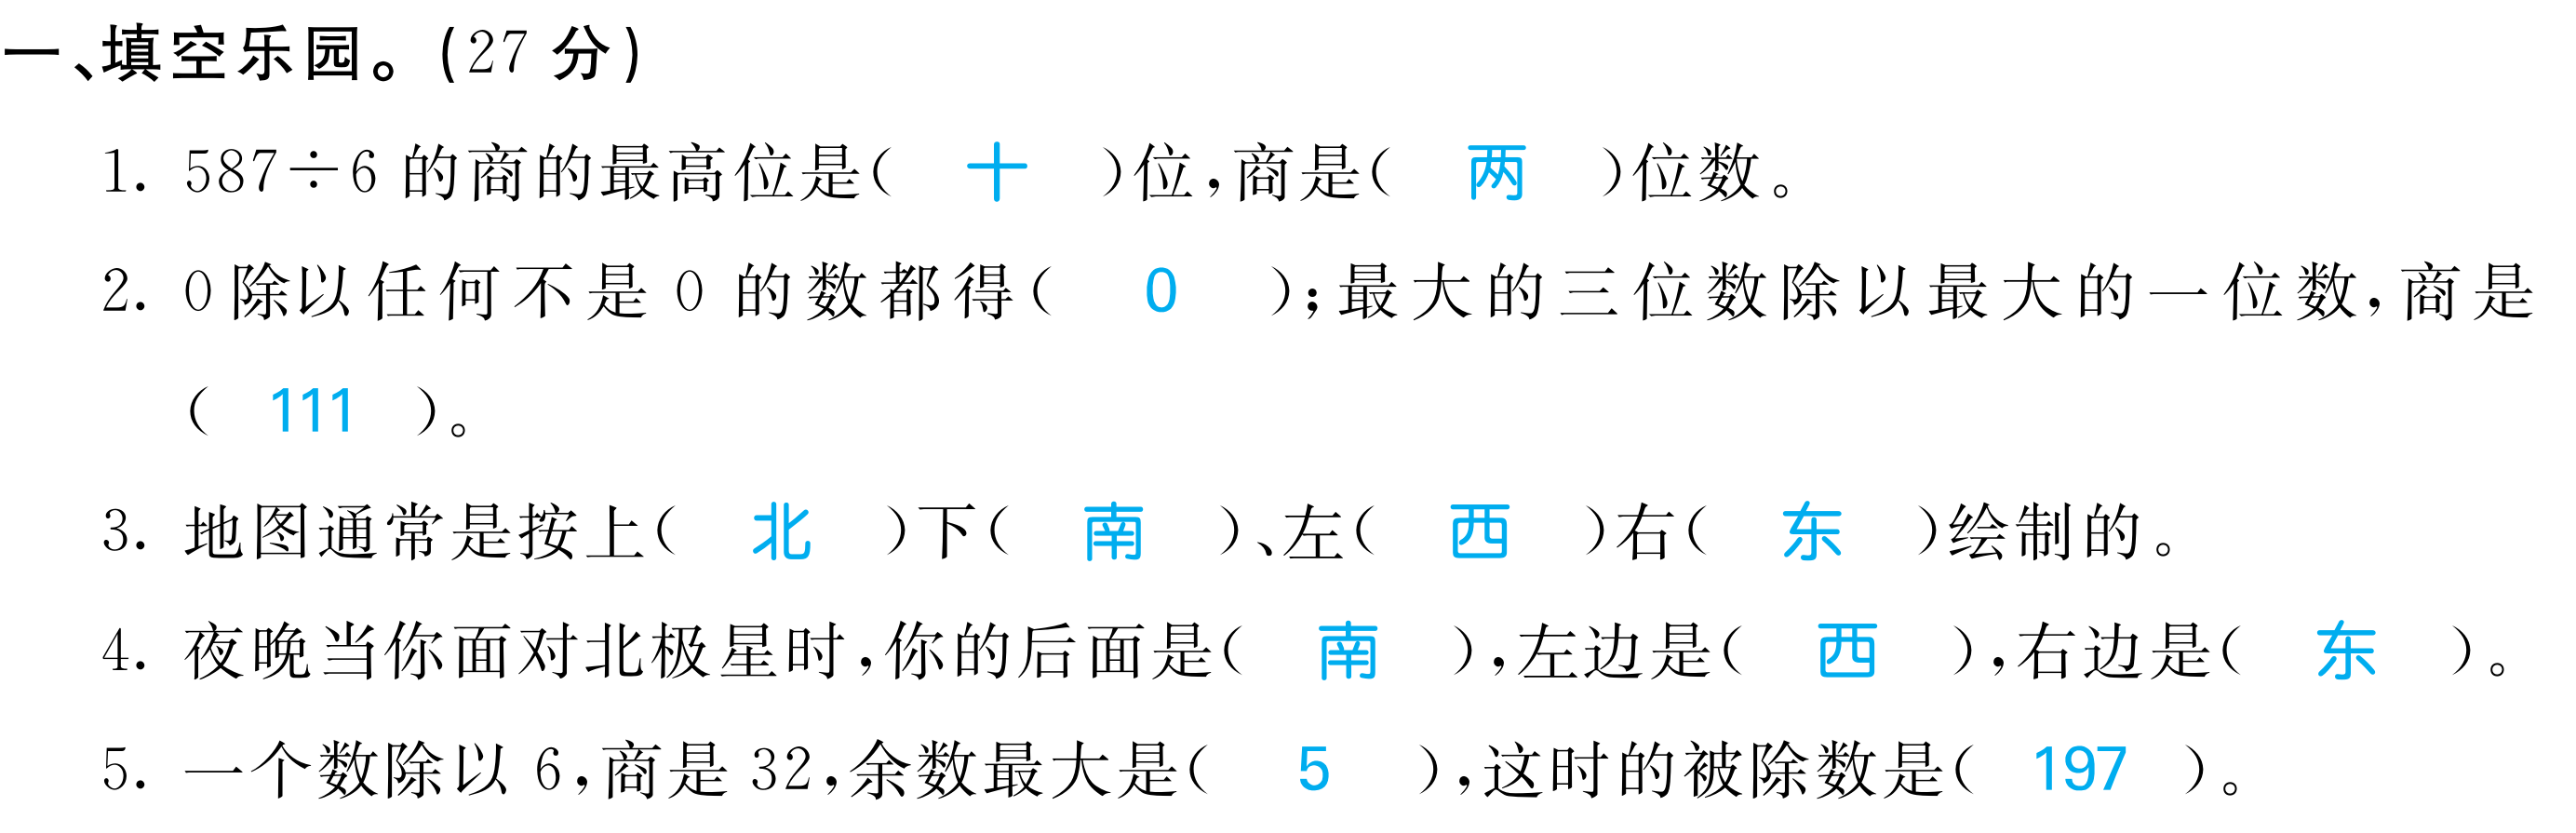 一、填空乐园。(27 分)
1. 587÷6 的商的最高位是( 十 )位,商是( 两 )位数。
2. 0 除以任何不是 0 的数都得( 0 );最大的三位数除以最大的一位数,商是
( 111 )。
3. 地图通常是按上( 北 )下( 南 )、左( 西 )右( 东 )绘制的。
4. 夜晚当你面对北极星时,你的后面是( 南 ),左边是( 西 ),右边是( 东 )。
5. 一个数除以 6,商是 32,余数最大是( 5 ),这时的被除数是( 197 )。